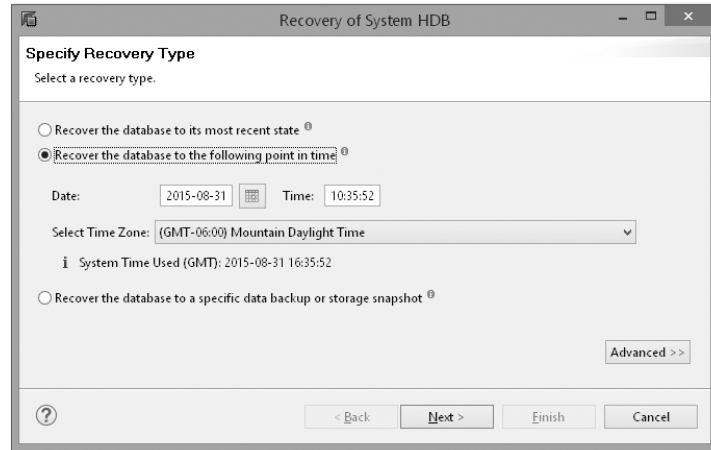 Recovery of System HDB
Specify Recovery Type
Select a recovery type.
Recover the database to its most recent state
Recover the database to the following point in time
Date: 2015-08-31 Time: 10:35:52
Select Time Zone: (GMT-06:00) Mountain Daylight Time
i System Time Used (GMT): 2015-08-31 16:35:52
Recover the database to a specific data backup or storage snapshot
Advanced >>
? < Back Next > Finish Cancel